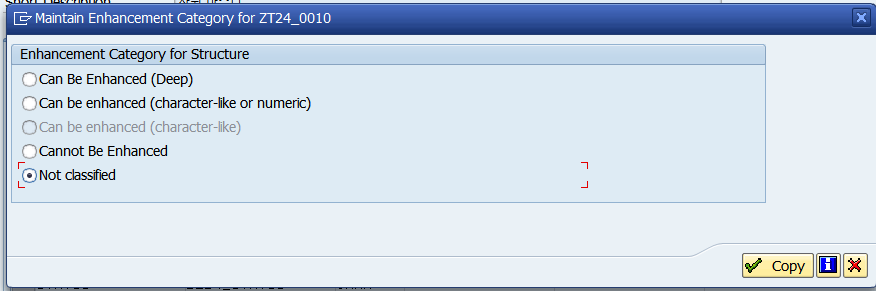 Maintain Enhancement Category for ZT24_0010
Enhancement Category for Structure
Can Be Enhanced (Deep)
Can be enhanced (character-like or numeric)
Can be enhanced (character-like)
Cannot Be Enhanced
Not classified
Copy